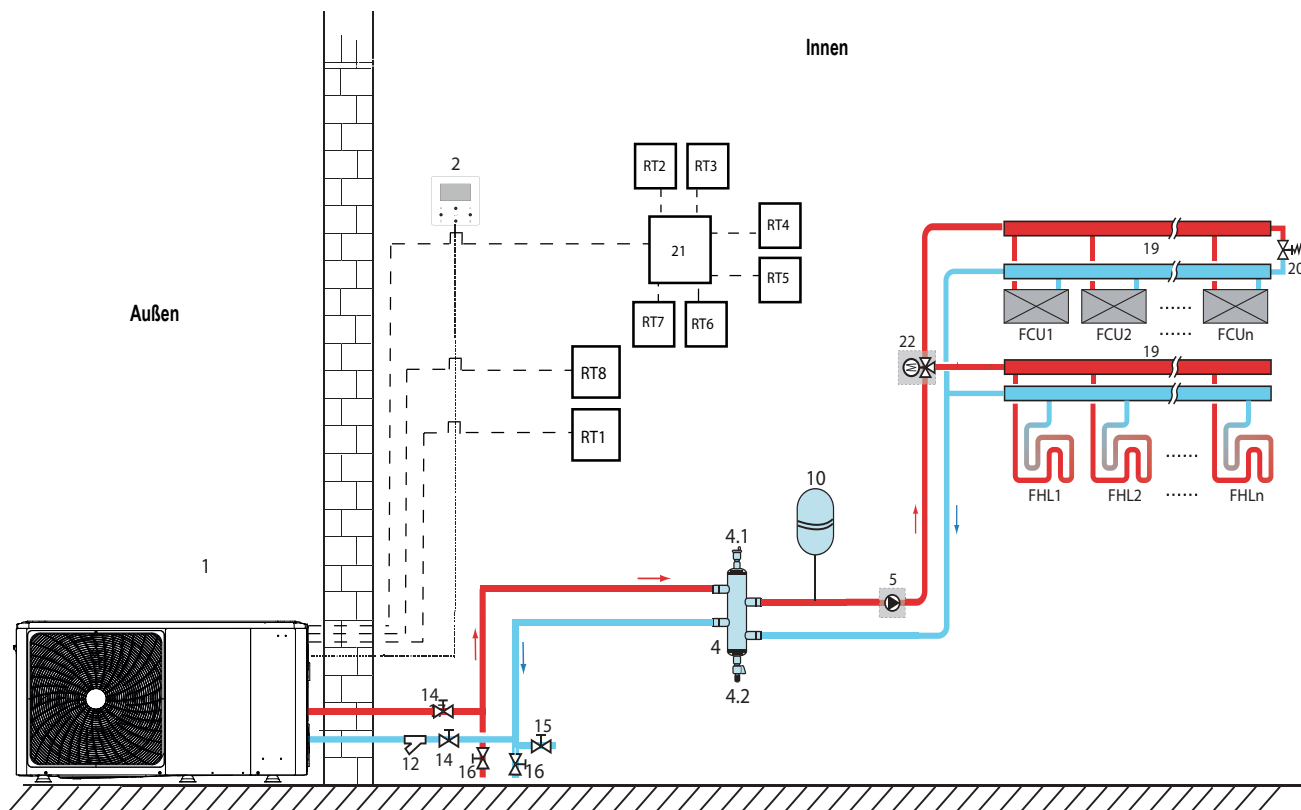 Innen
Außen
2
RT2
RT3
RT4
21
RT5
RT7
RT6
RT8
RT1
19
20
FCU1
FCU2
......
......
FCUn
22
19
FHL1
FHL2
......
......
FHLn
10
4.1
5
4
4.2
1
14
15
12
14
16
16